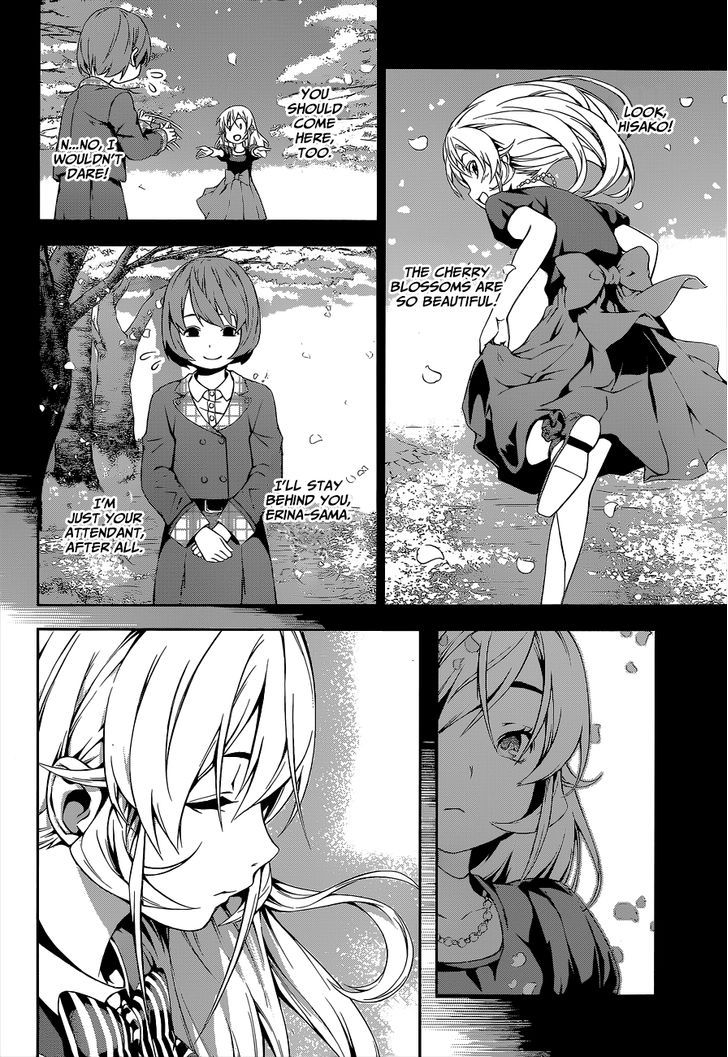 LOOK,
HISAKO!
THE CHERRY
BLOSSOMS ARE
SO BEAUTIFUL!
YOU
SHOULD
COME
HERE,
TOO.
N...NO, I
WOULDN'T
DARE!
I'LL STAY
BEHIND YOU,
ERINA-SAMA.
I'M
JUST YOUR
ATTENDANT,
AFTER ALL.